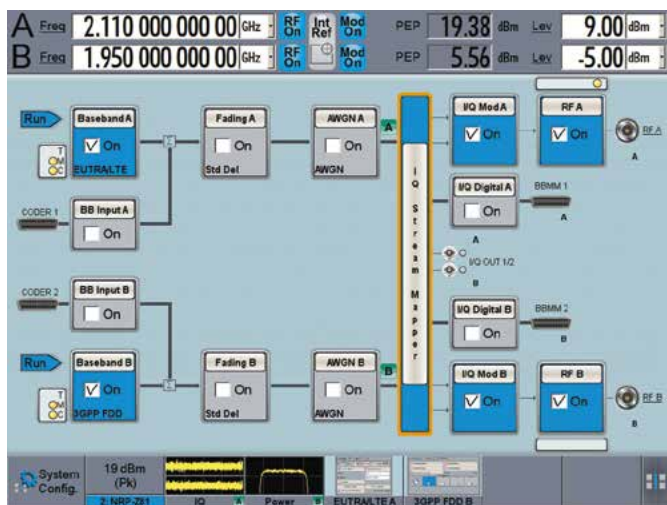 A Freq 2.110 000 000 00 GHz RF On Int Ref Mod On PEP 19.38 dBm Lev 9.00 dBm
B Freq 1.950 000 000 00 GHz RF On Mod On PEP 5.56 dBm Lev -5.00 dBm
Run
Baseband A
On
T
M
C
EUTRA/LTE
Fading A
On
Std Del
AWGN A
On
AWGN
A
I/Q Mod A
On
RF A
On
RF A
A
CODER 1
BB Input A
On
I/Q Digital A
On
BBMM 1
A
I/Q Stream Mapper
A
I/Q OUT 1/2
B
CODER 2
BB Input B
On
I/Q Digital B
On
BBMM 2
B
Run
Baseband B
On
T
M
C
3GPP FDD
Fading B
On
Std Del
AWGN B
On
AWGN
B
I/Q Mod B
On
RF B
On
RF B
B
System Config.
19 dBm
(Pk)
2: NRP-Z81
IQ A
Power B
EUTRA/LTE A
3GPP FDD B